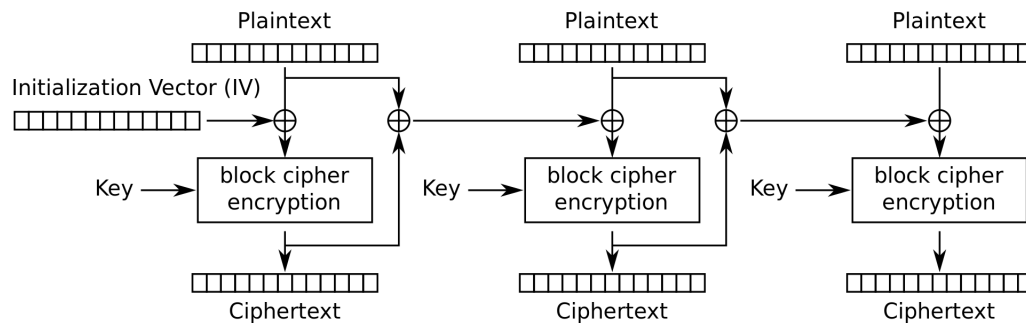 Plaintext
Plaintext
Plaintext
Initialization Vector (IV)
Key
block cipher
encryption
Key
block cipher
encryption
Key
block cipher
encryption
Ciphertext
Ciphertext
Ciphertext